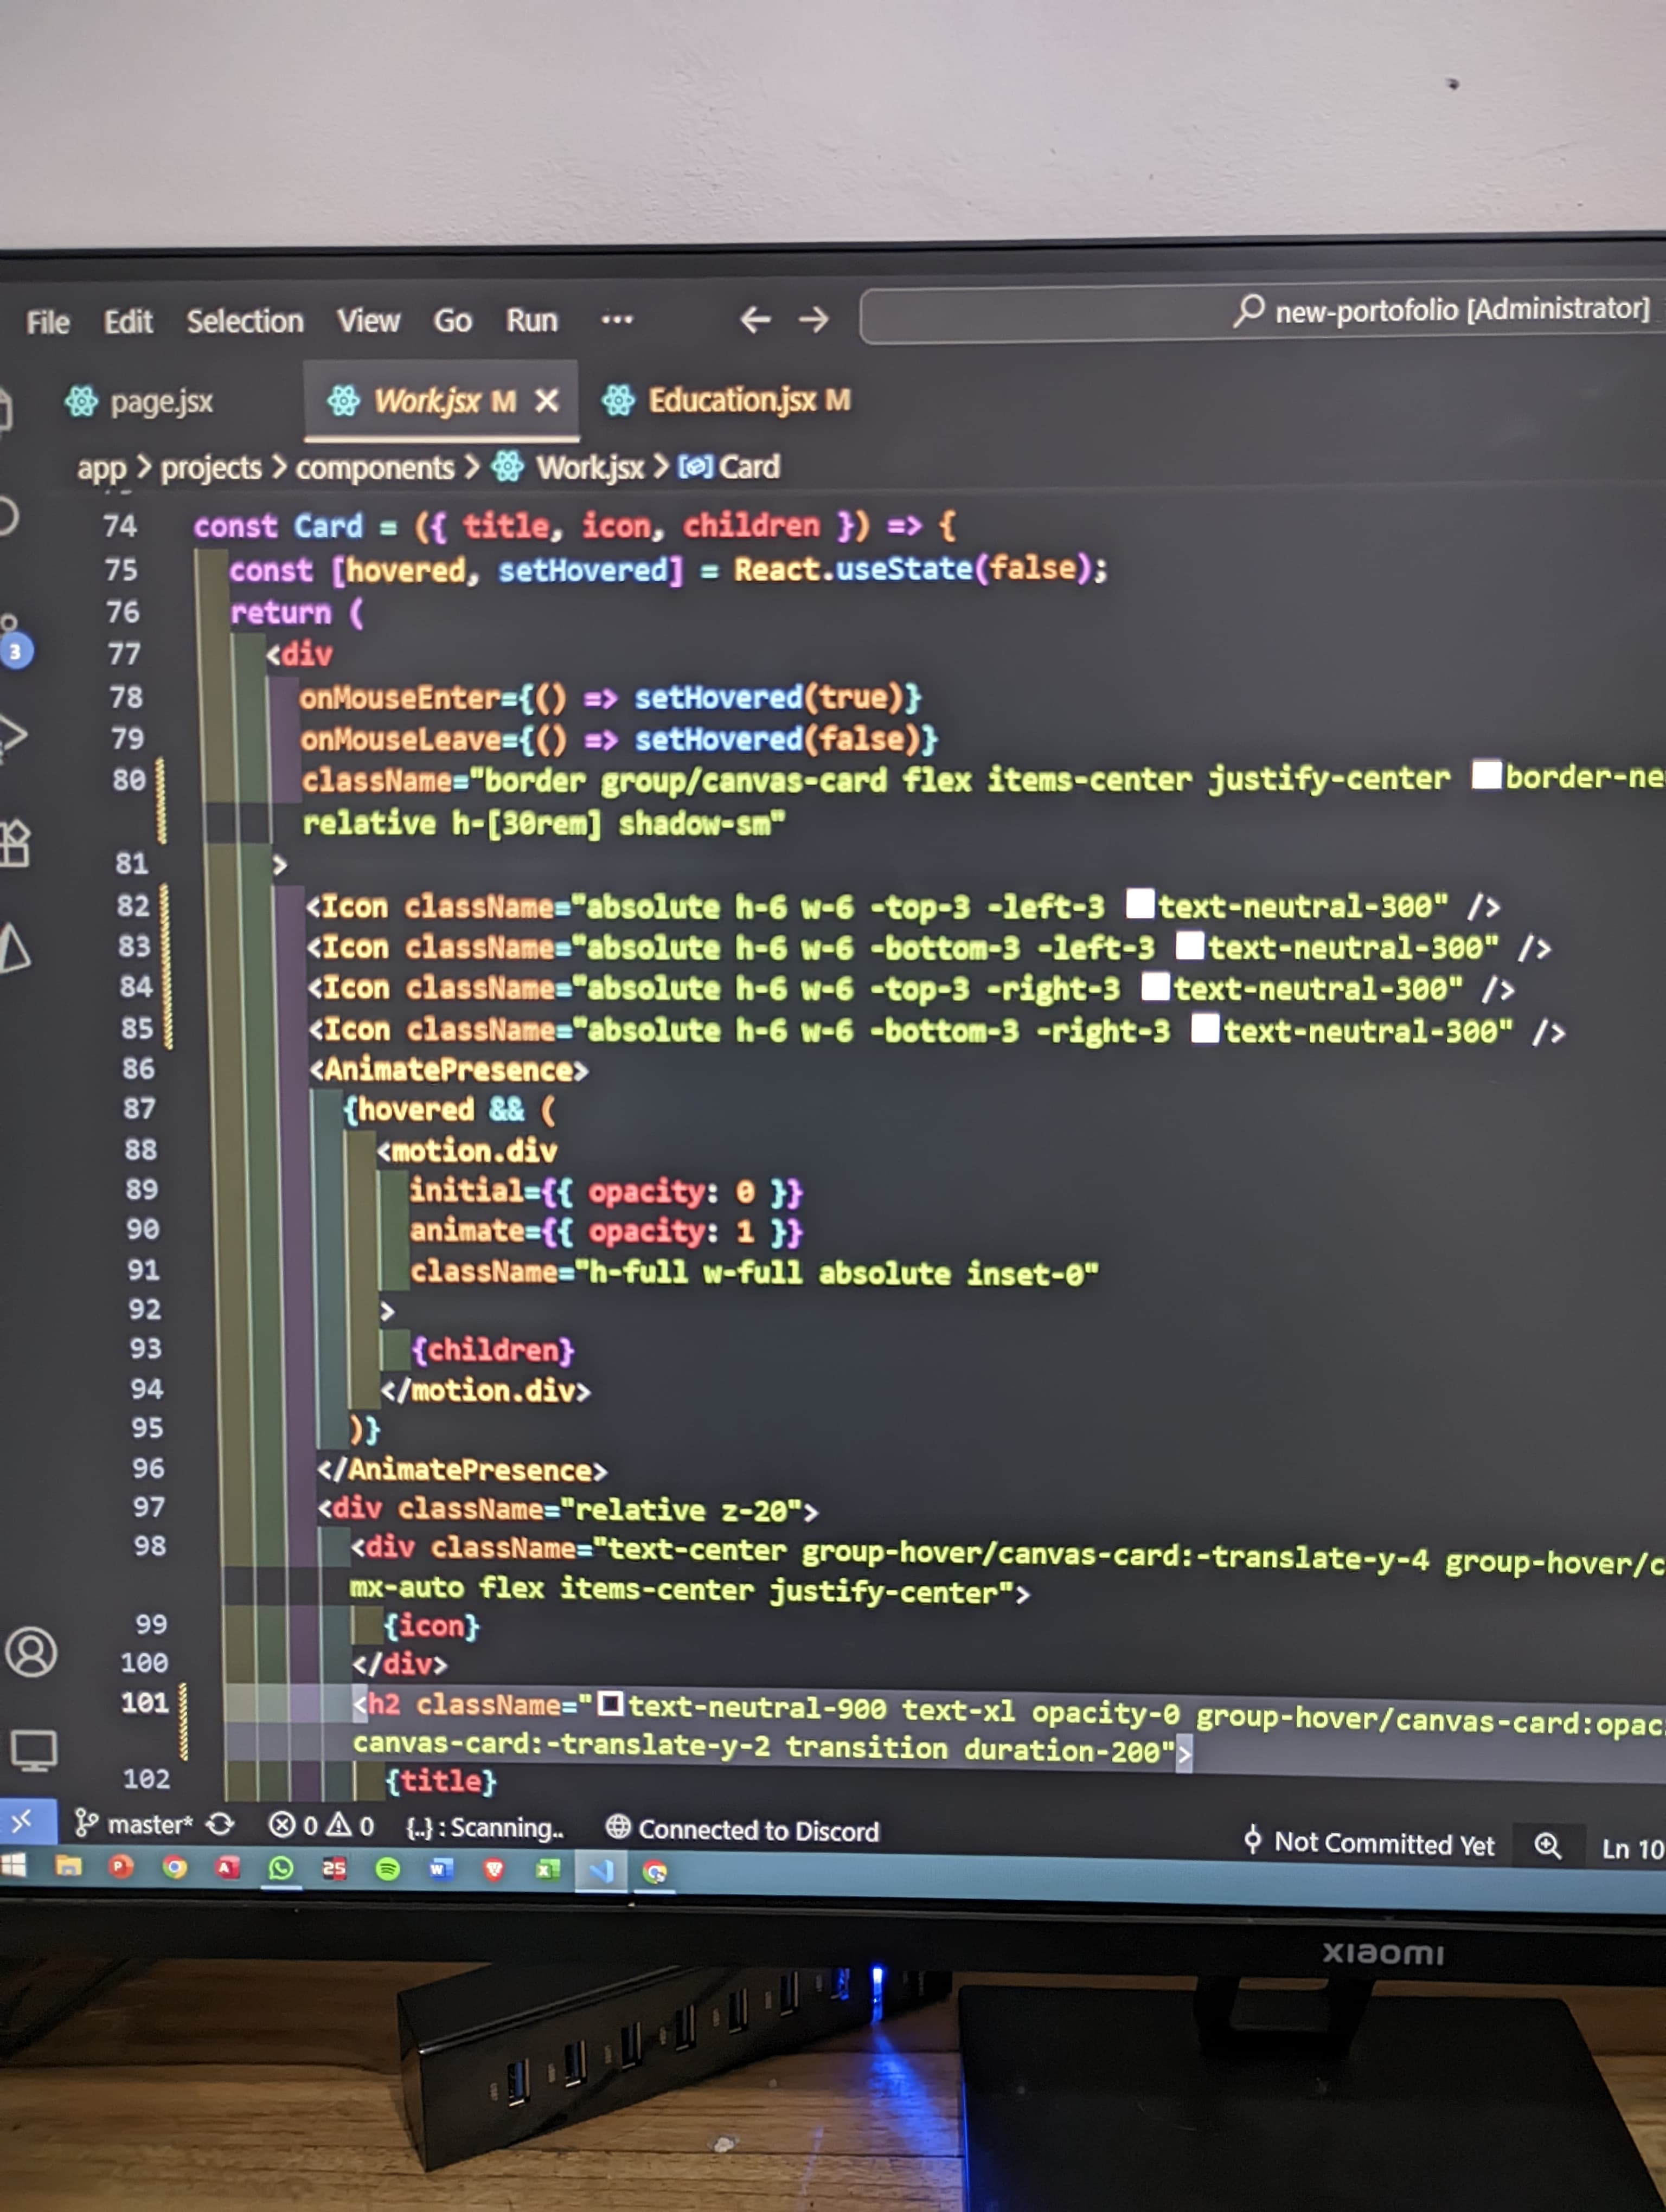 File Edit Selection View Go Run ··· ← → new-portofolio [Administrator]
page.jsx Work.jsx M × Education.jsx M
app > projects > components > Work.jsx > Card
74 const Card = ({ title, icon, children }) => {
75 const [hovered, setHovered] = React.useState(false);
76 return (
77 <div
78 onMouseEnter={() => setHovered(true)}
79 onMouseLeave={() => setHovered(false)}
80 className="border group/canvas-card flex items-center justify-center border-ne
relative h-[30rem] shadow-sm"
81 >
82 <Icon className="absolute h-6 w-6 -top-3 -left-3 text-neutral-300" />
83 <Icon className="absolute h-6 w-6 -bottom-3 -left-3 text-neutral-300" />
84 <Icon className="absolute h-6 w-6 -top-3 -right-3 text-neutral-300" />
85 <Icon className="absolute h-6 w-6 -bottom-3 -right-3 text-neutral-300" />
86 <AnimatePresence>
87 {hovered && (
88 <motion.div
89 initial={{ opacity: 0 }}
90 animate={{ opacity: 1 }}
91 className="h-full w-full absolute inset-0"
92 >
93 {children}
94 </motion.div>
95 )}
96 </AnimatePresence>
97 <div className="relative z-20">
98 <div className="text-center group-hover/canvas-card:-translate-y-4 group-hover/c
mx-auto flex items-center justify-center">
99 {icon}
100 </div>
101 <h2 className="text-neutral-900 text-xl opacity-0 group-hover/canvas-card:opac
canvas-card:-translate-y-2 transition duration-200">
102 {title}
3
master* 0 0 {..} : Scanning.. Connected to Discord Not Committed Yet Ln 10
25
xiaomi